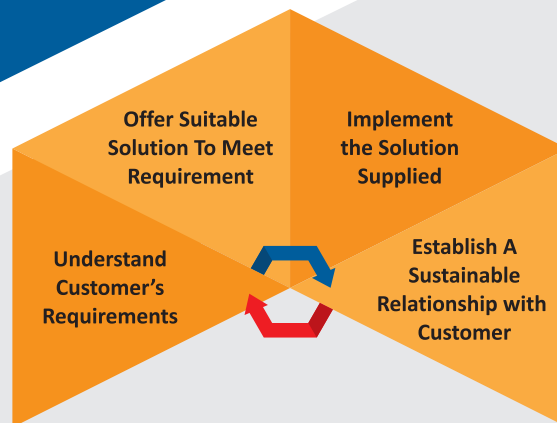 Offer Suitable
Solution To Meet
Requirement
Implement
the Solution
Supplied
Understand
Customer’s
Requirements
Establish A
Sustainable
Relationship with
Customer